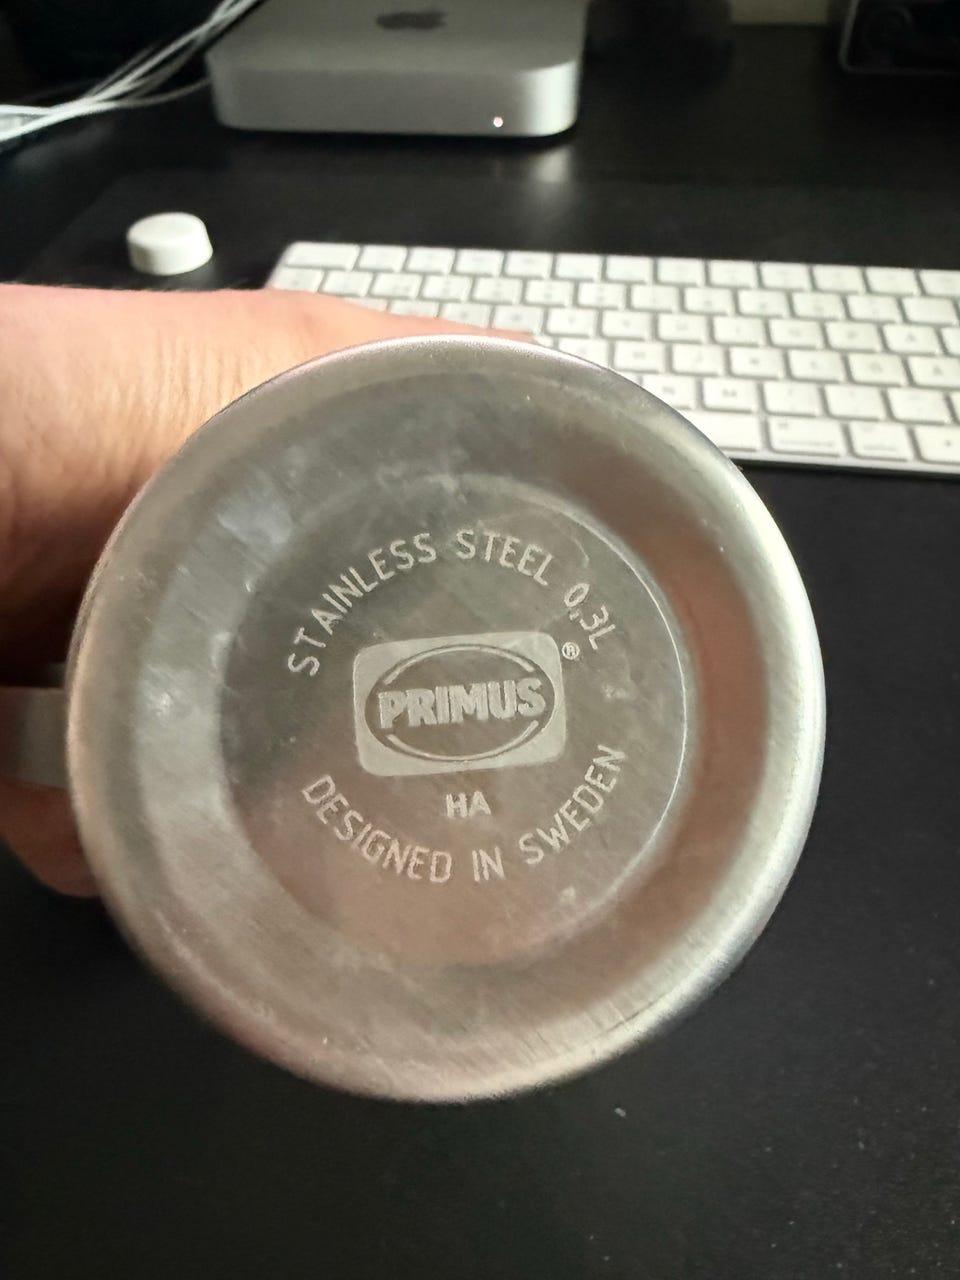 STAINLESS STEEL 0,3L
PRIMUS®
HA
DESIGNED IN SWEDEN